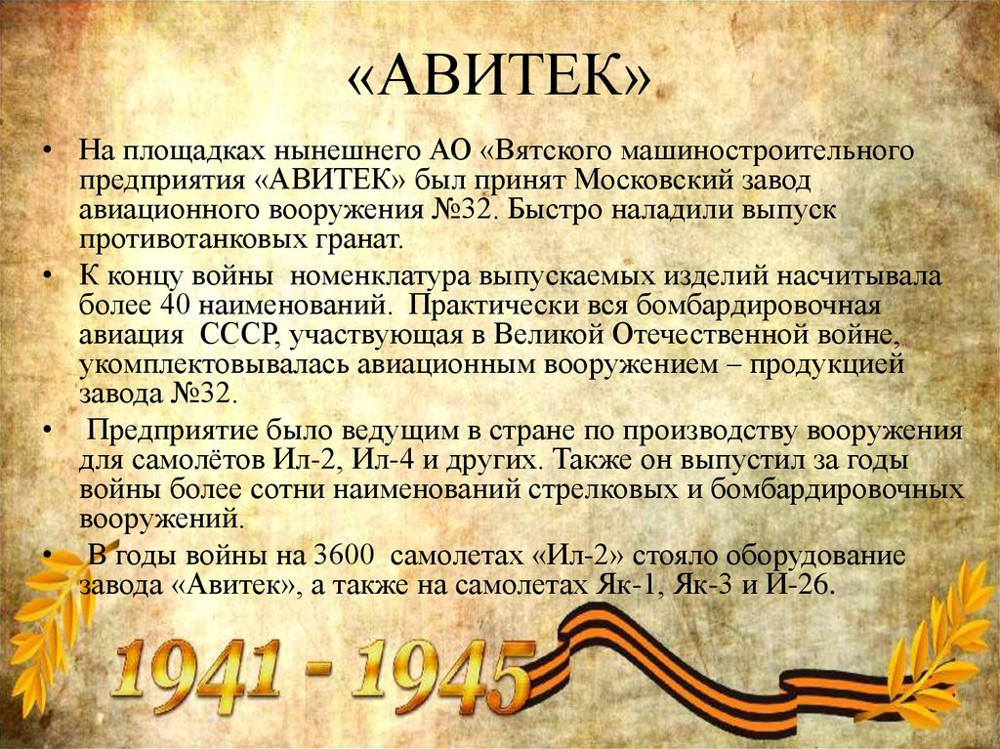 «АВИТЕК»
• На площадках нынешнего АО «Вятского машиностроительного
предприятия «АВИТЕК» был принят Московский завод
авиационного вооружения №32. Быстро наладили выпуск
противотанковых гранат.
• К концу войны номенклатура выпускаемых изделий насчитывала
более 40 наименований. Практически вся бомбардировочная
авиация СССР, участвующая в Великой Отечественной войне,
укомплектовывалась авиационным вооружением – продукцией
завода №32.
• Предприятие было ведущим в стране по производству вооружения
для самолётов Ил-2, Ил-4 и других. Также он выпустил за годы
войны более сотни наименований стрелковых и бомбардировочных
вооружений.
• В годы войны на 3600 самолетах «Ил-2» стояло оборудование
завода «Авитек», а также на самолетах Як-1, Як-3 и И-26.
1941 - 1945